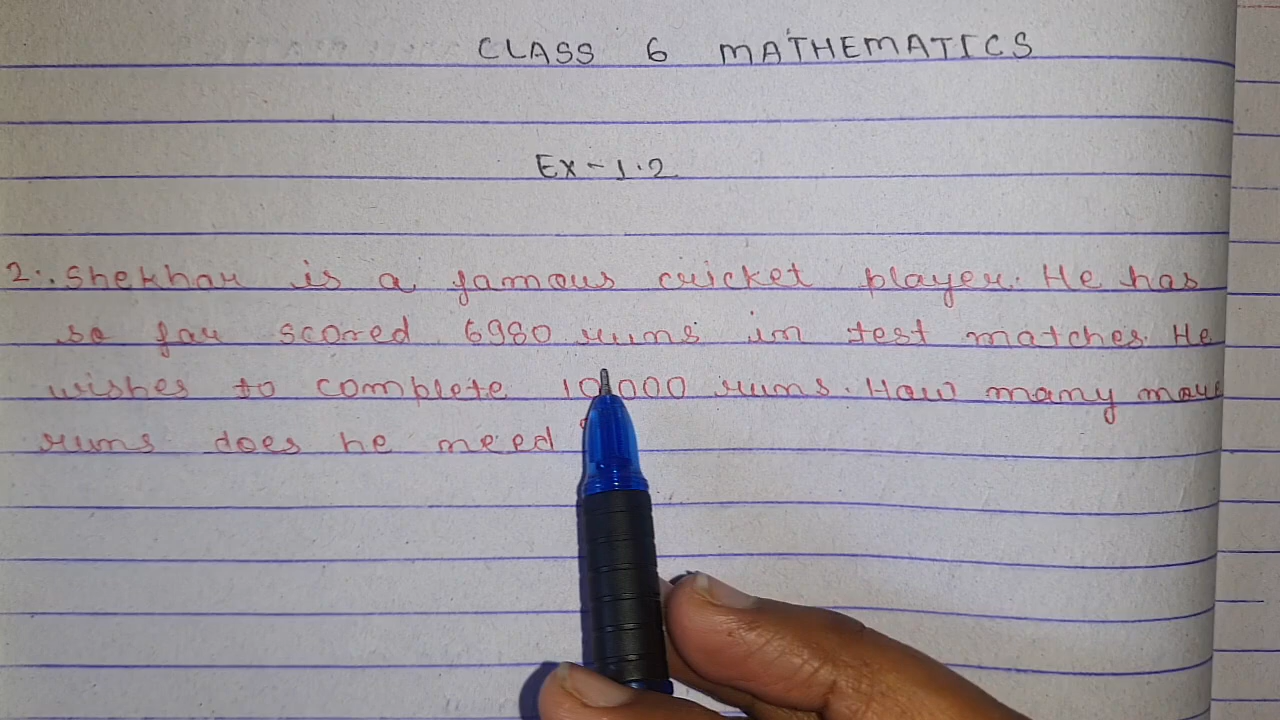 CLASS 6 MATHEMATICS
Ex-1.2
2:. Shekhar is a famous cricket player. He has
so far scored 6980 runs in test matches. He
wishes to complete 10,000 runs. How many more
runs does he need